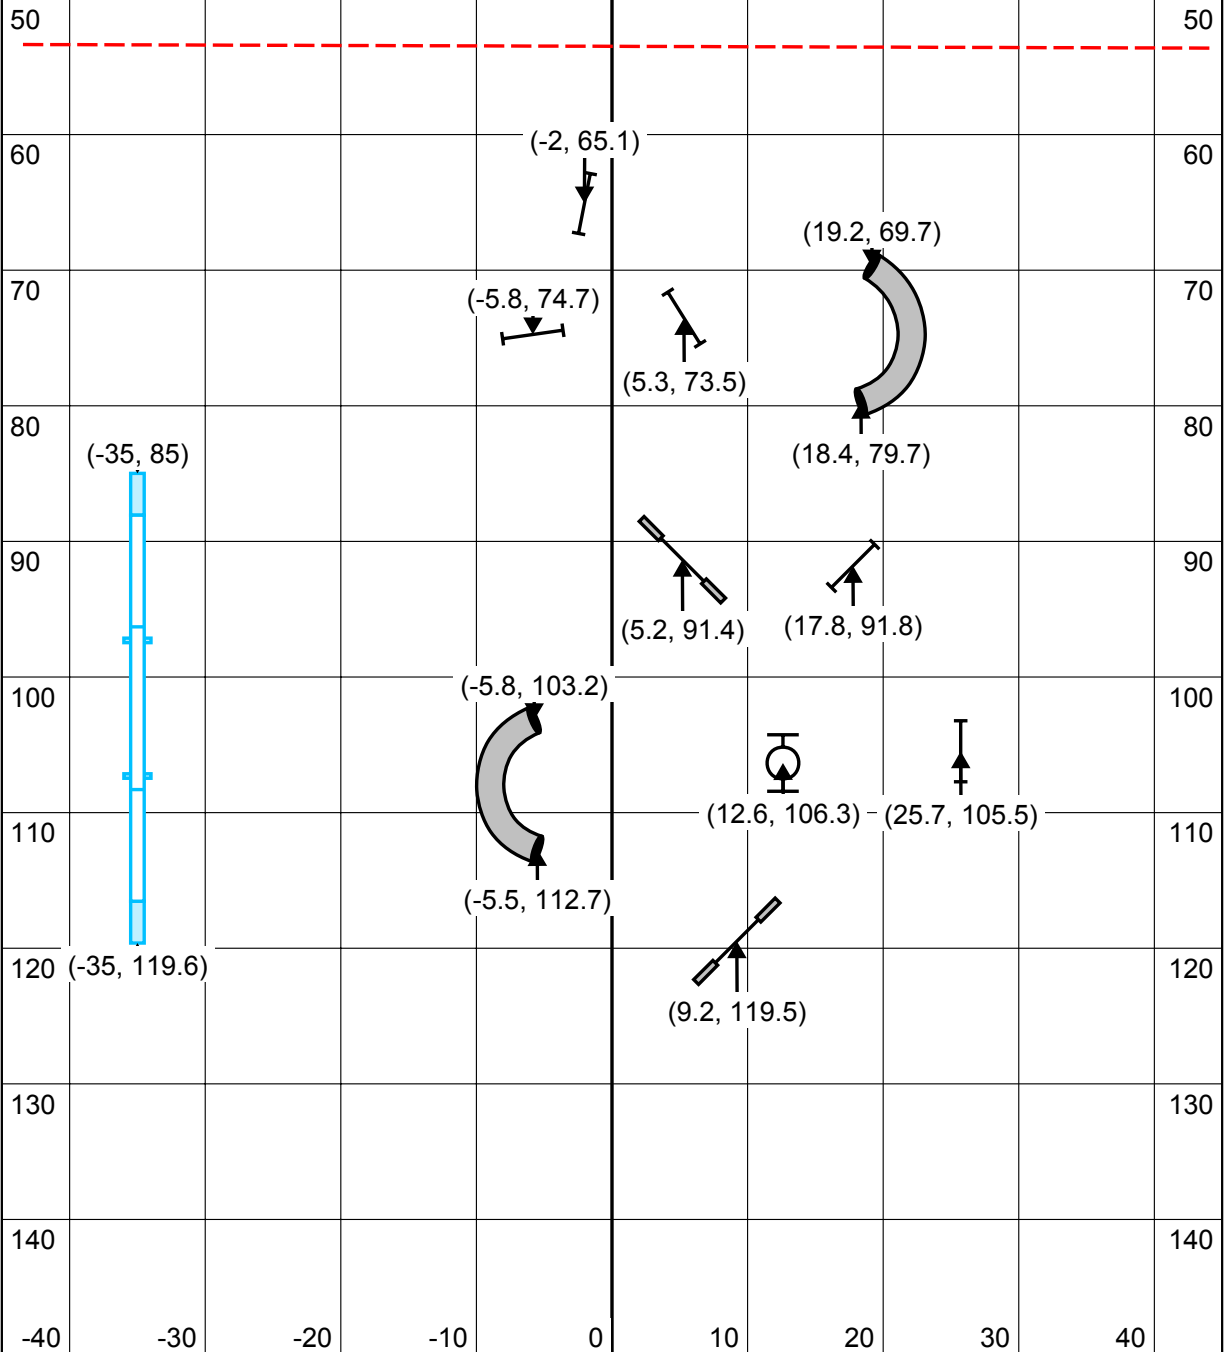 50 50
(-2, 65.1)
60 60
(19.2, 69.7)
70 (-5.8, 74.7) 70
(5.3, 73.5)
80 80
(-35, 85) (18.4, 79.7)
90 90
(5.2, 91.4) (17.8, 91.8)
(-5.8, 103.2)
100 100
(12.6, 106.3) (25.7, 105.5)
110 110
(-5.5, 112.7)
120 (-35, 119.6) 120
(9.2, 119.5)
130 130
140 140
-40 -30 -20 -10 0 10 20 30 40